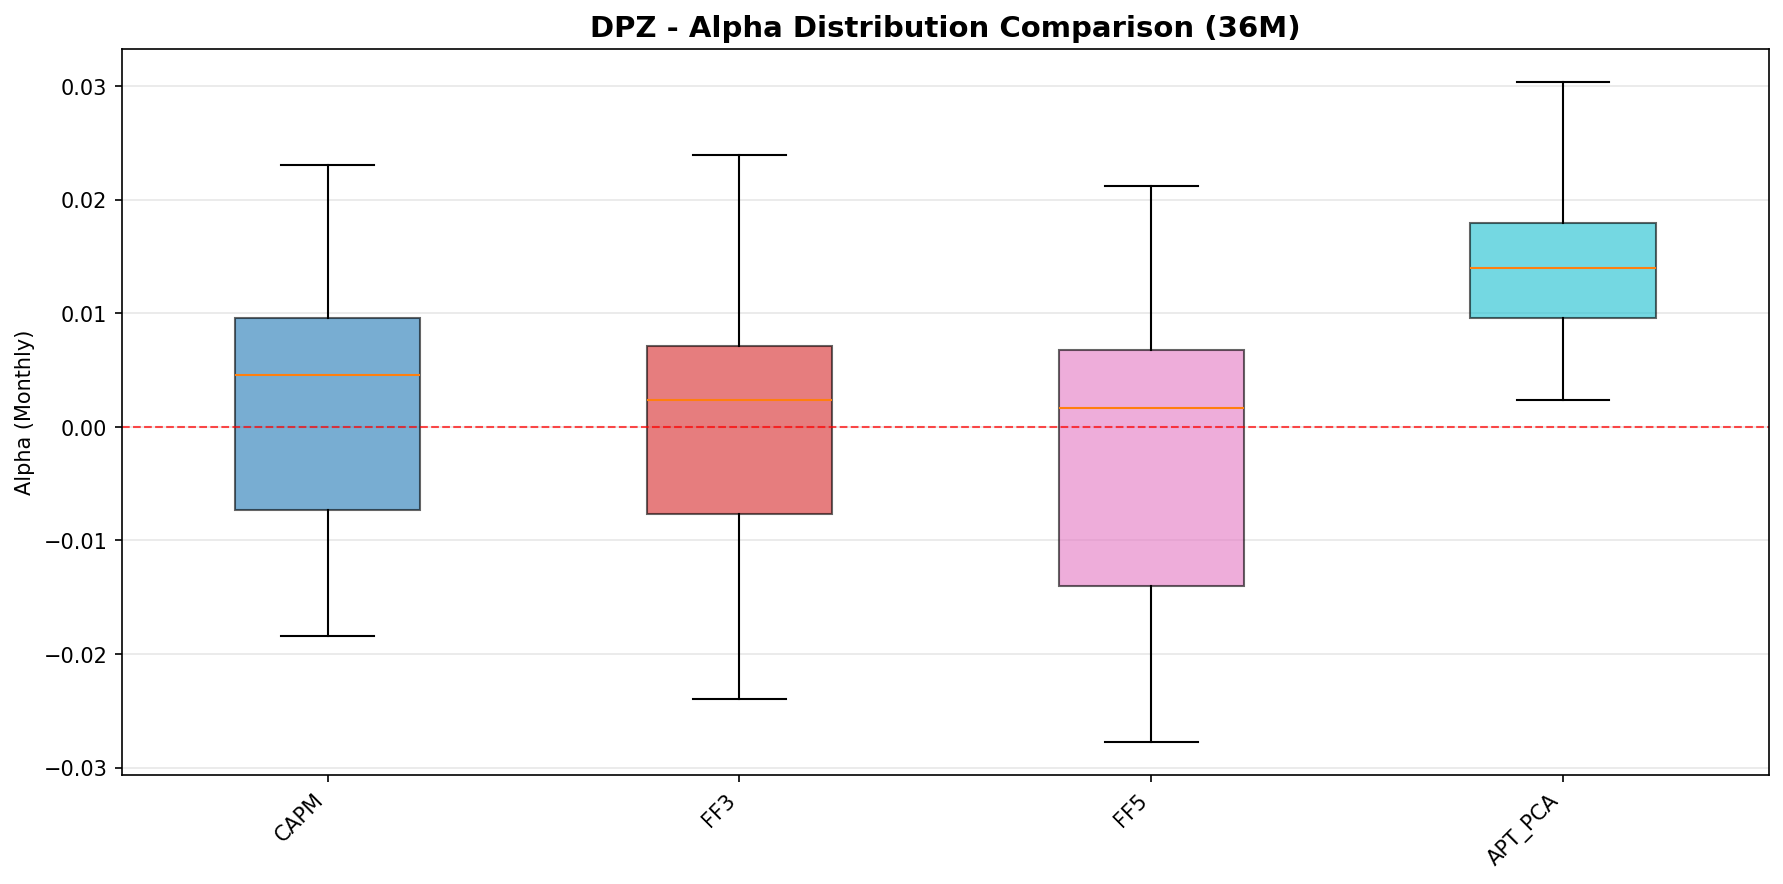 DPZ - Alpha Distribution Comparison (36M)
Alpha (Monthly)
0.03
0.02
0.01
0.00
−0.01
−0.02
−0.03
CAPM
FF3
FF5
APT_PCA